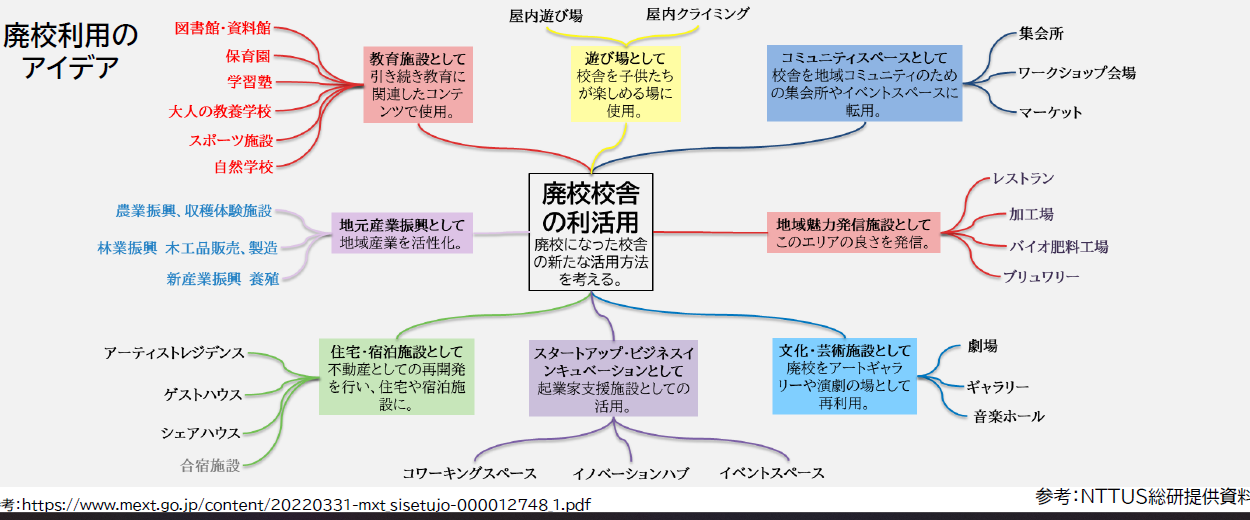 廃校利用の
アイデア
図書館・資料館
保育園
学習塾
大人の教養学校
スポーツ施設
自然学校
教育施設として
引き続き教育に
関連したコンテ
ンツで使用。
屋内遊び場
屋内クライミング
遊び場として
校舎を子供たち
が楽しめる場に
使用。
コミュニティスペースとして
校舎を地域コミュニティのため
の集会所やイベントスペースに
転用。
集会所
ワークショップ会場
マーケット
農業振興、収穫体験施設
林業振興 木工品販売、製造
新産業振興 養殖
地元産業振興として
地域産業を活性化。
廃校校舎
の利活用
廃校になった校舎
の新たな活用方法
を考える。
地域魅力発信施設として
このエリアの良さを発信。
レストラン
加工場
バイオ肥料工場
ブリュワリー
アーティストレジデンス
ゲストハウス
シェアハウス
合宿施設
住宅・宿泊施設として
不動産としての再開発
を行い、住宅や宿泊施
設に。
スタートアップ・ビジネスイ
ンキュベーションとして
起業家支援施設としての
活用。
コワーキングスペース
イノベーションハブ
イベントスペース
文化・芸術施設として
廃校をアートギャラ
リーや演劇の場として
再利用。
劇場
ギャラリー
音楽ホール
考:https://www.mext.go.jp/content/20220331-mxt_sisetujo-000012748_1.pdf
参考:NTTUS総研提供資料